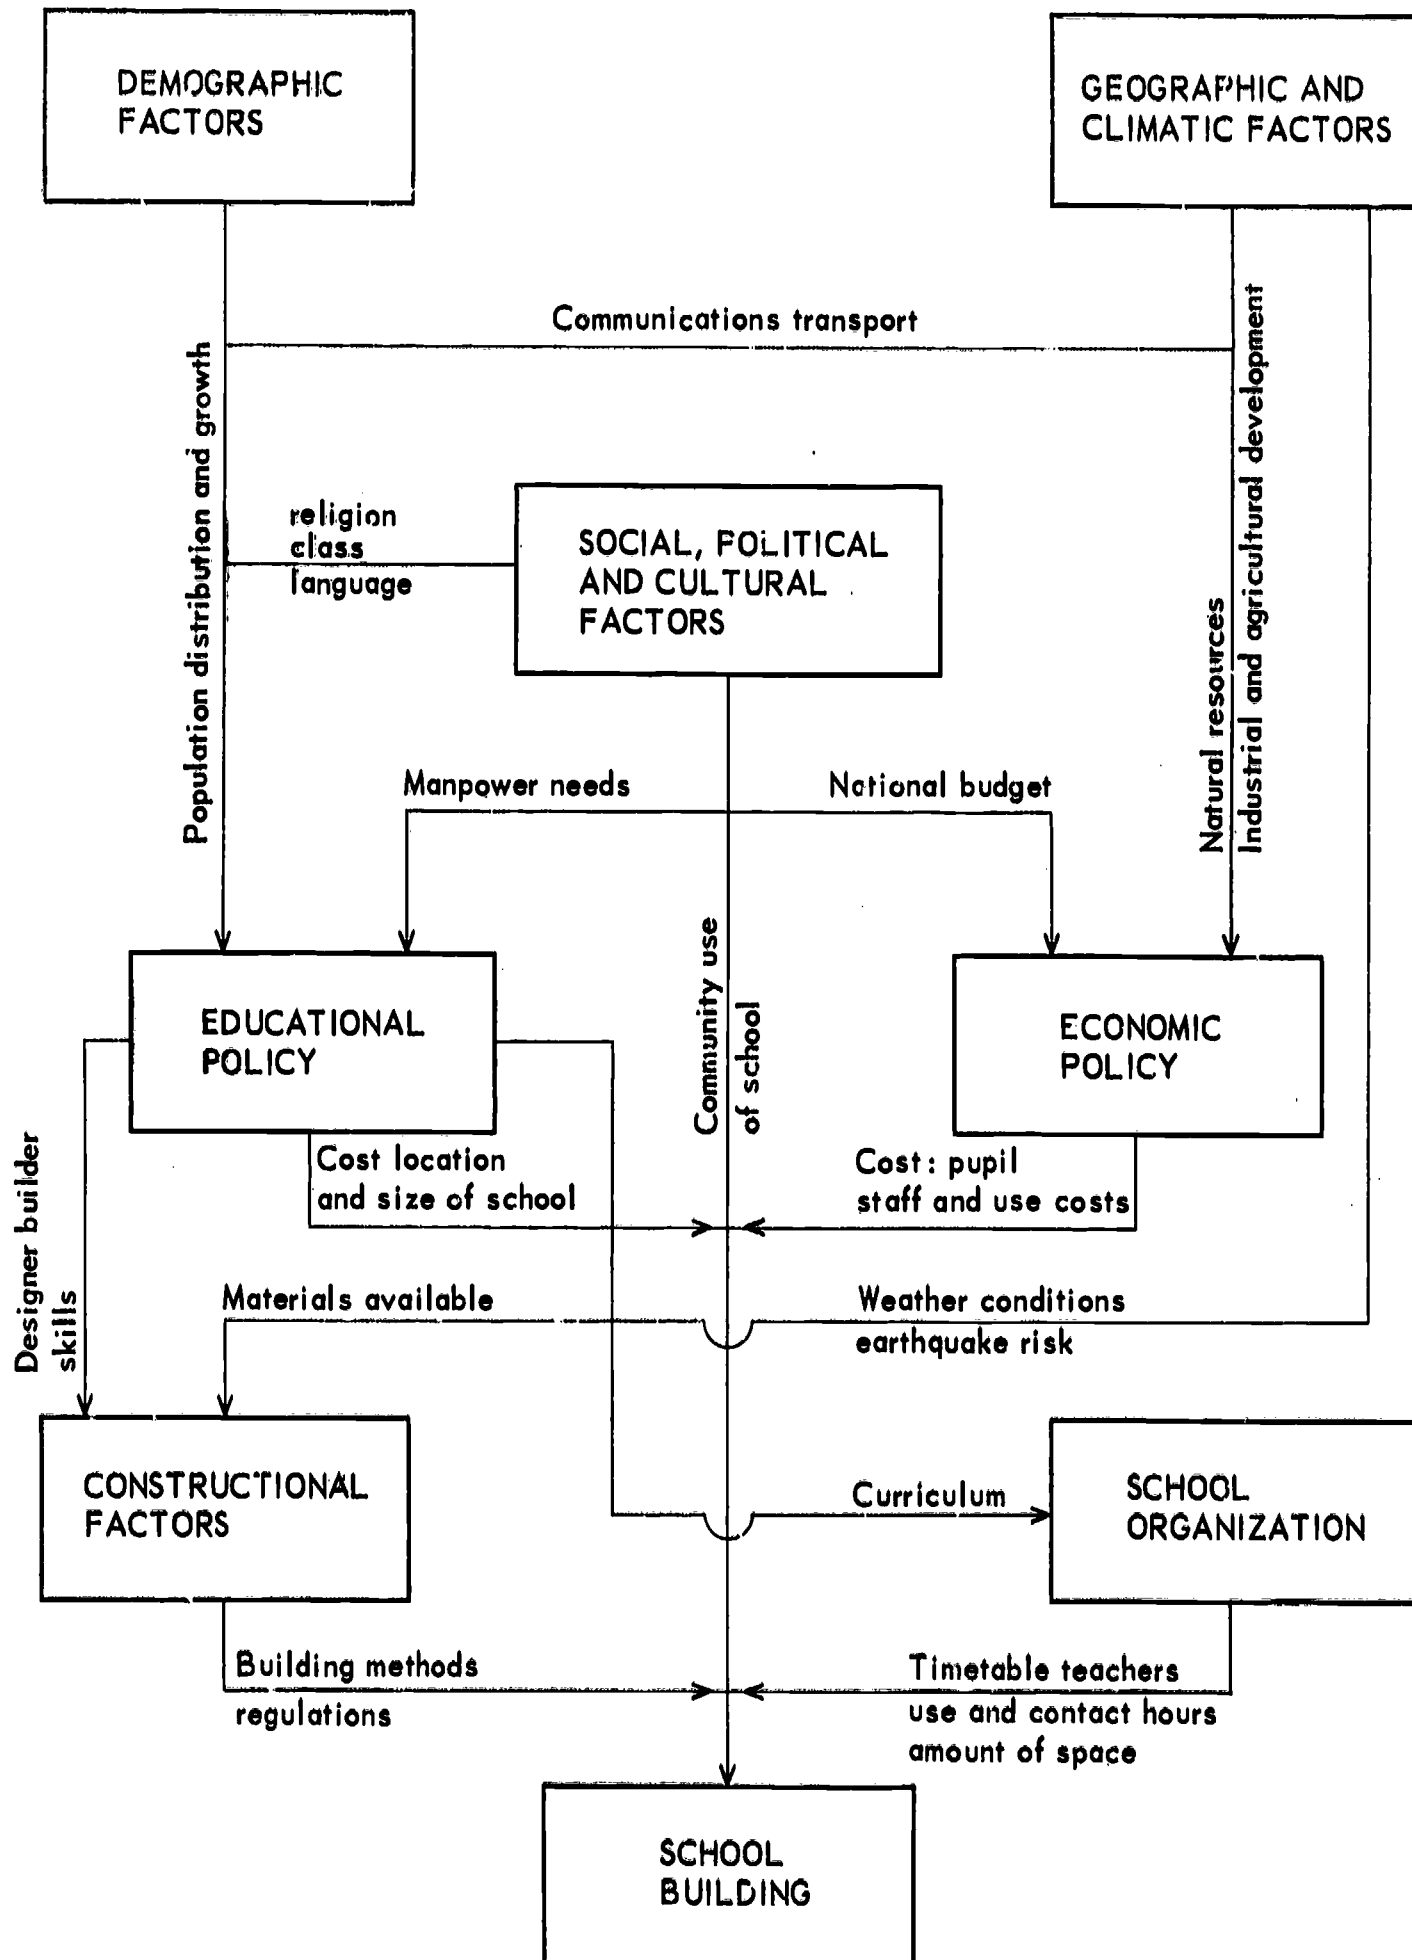 DEMOGRAPHIC
FACTORS
GEOGRAPHIC AND
CLIMATIC FACTORS
Communications transport
Population distribution and growth
Natural resources
Industrial and agricultural development
religion
class
language
SOCIAL, POLITICAL
AND CULTURAL
FACTORS
Manpower needs
National budget
Community use
of school
EDUCATIONAL
POLICY
ECONOMIC
POLICY
Designer builder
skills
Cost location
and size of school
Cost: pupil
staff and use costs
Materials available
Weather conditions
earthquake risk
CONSTRUCTIONAL
FACTORS
Curriculum
SCHOOL
ORGANIZATION
Building methods
regulations
Timetable teachers
use and contact hours
amount of space
SCHOOL
BUILDING